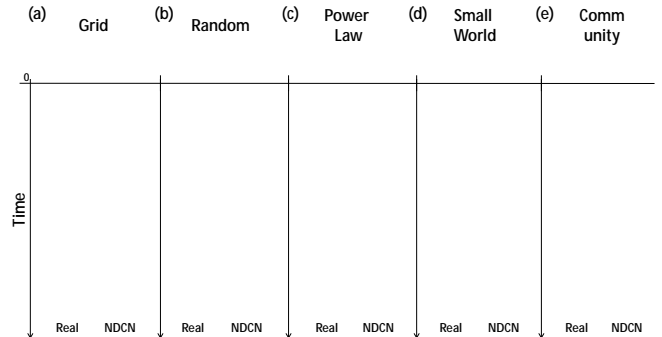 (a) Grid (b) Random (c) Power Law (d) Small World (e) Comm unity
0
Time
Real NDCN Real NDCN Real NDCN Real NDCN Real NDCN